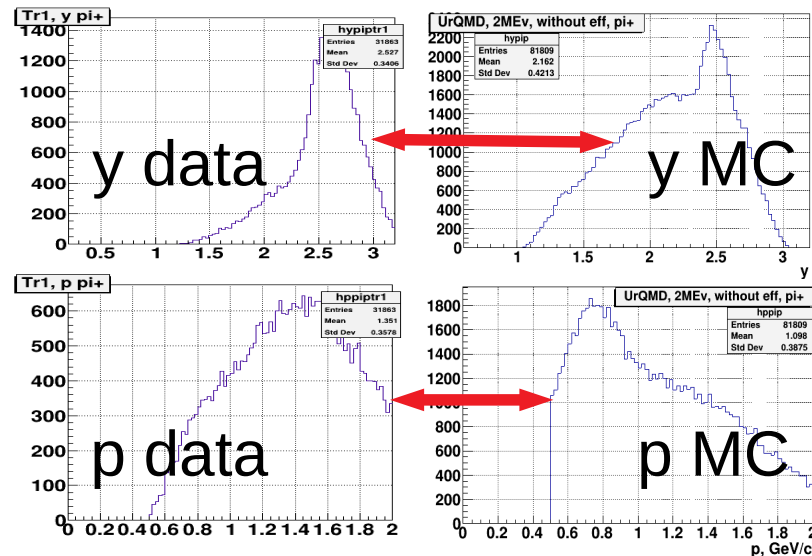 Tr1, y pi+
hypiptr1
Entries 31863
Mean 2.527
Std Dev 0.3406
1400
1200
1000
800
600
400
200
0
0.5 1 1.5 2 2.5 3
y data
UrQMD, 2MEv, without eff, pi+
hypip
Entries 81809
Mean 2.162
Std Dev 0.4213
2400
2200
2000
1800
1600
1400
1200
1000
800
600
400
200
0
1 1.5 2 2.5 3
y
y MC
Tr1, p pi+
hppiptr1
Entries 31863
Mean 1.351
Std Dev 0.3578
600
500
400
300
200
100
0
0 0.2 0.4 0.6 0.8 1 1.2 1.4 1.6 1.8 2
p data
UrQMD, 2MEv, without eff, pi+
hppip
Entries 81809
Mean 1.098
Std Dev 0.3875
1800
1600
1400
1200
1000
800
600
400
200
0
0 0.2 0.4 0.6 0.8 1 1.2 1.4 1.6 1.8
p, GeV/c
p MC